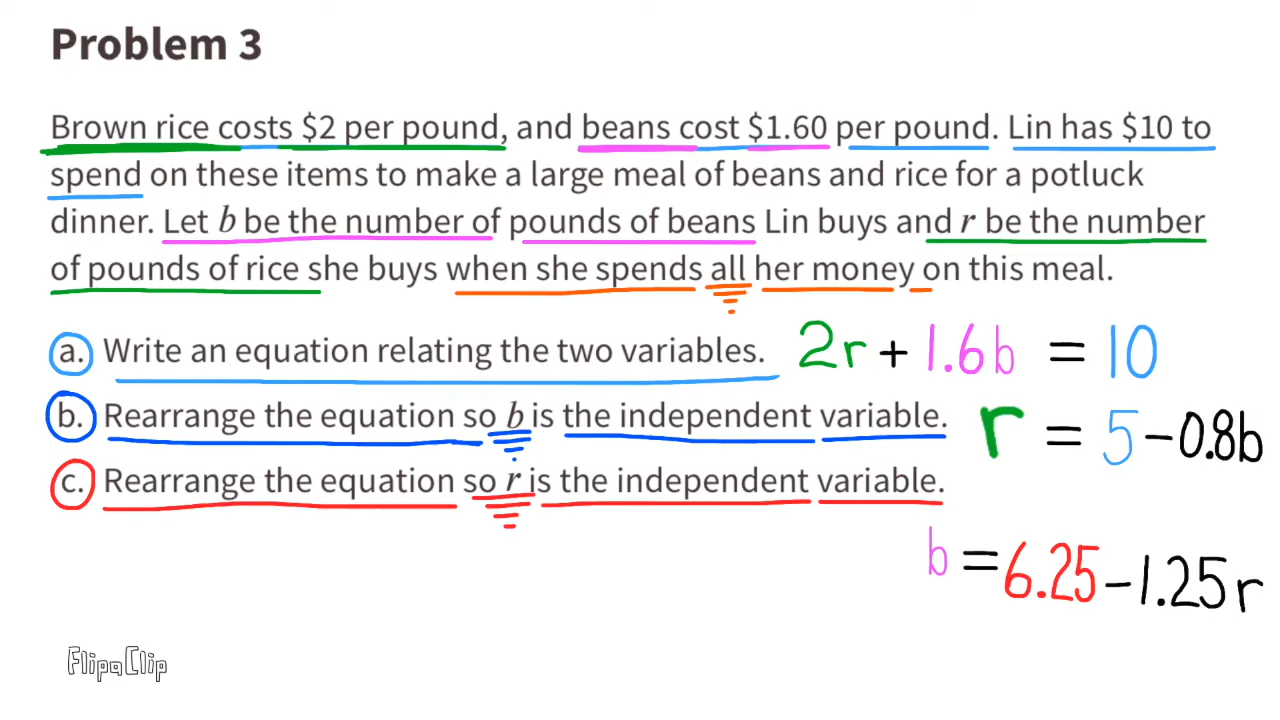 Problem 3
Brown rice costs $2 per pound, and beans cost $1.60 per pound. Lin has $10 to
spend on these items to make a large meal of beans and rice for a potluck
dinner. Let b be the number of pounds of beans Lin buys and r be the number
of pounds of rice she buys when she spends all her money on this meal.
a. Write an equation relating the two variables. 2r + 1.6b = 10
b. Rearrange the equation so b is the independent variable. r = 5 - 0.8b
c. Rearrange the equation so r is the independent variable.
b = 6.25 - 1.25r
FlipaClip